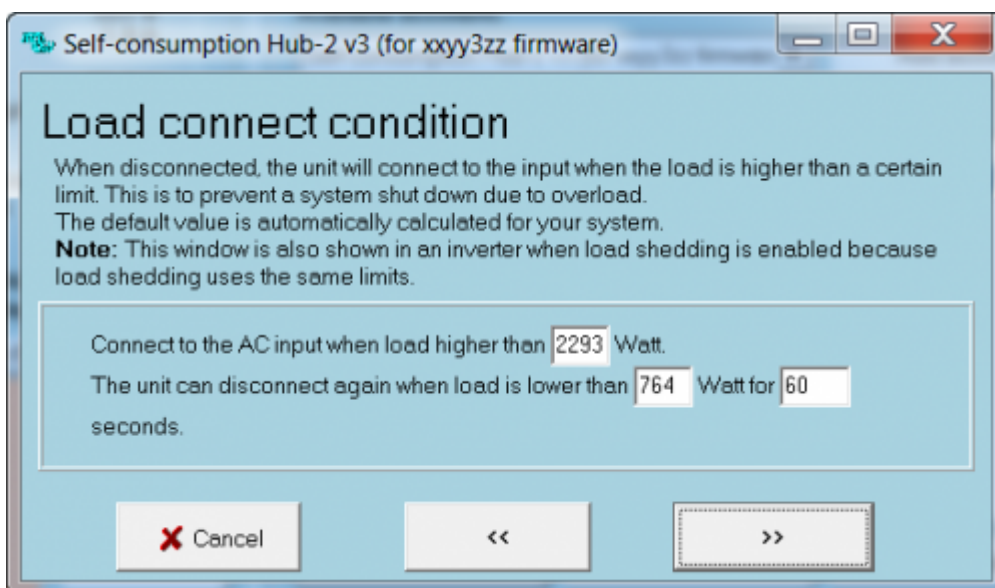 Self-consumption Hub-2 v3 (for xxyy3zz firmware)
Load connect condition
When disconnected, the unit will connect to the input when the load is higher than a certain
limit. This is to prevent a system shut down due to overload.
The default value is automatically calculated for your system.
Note: This window is also shown in an inverter when load shedding is enabled because
load shedding uses the same limits.
Connect to the AC input when load higher than 2293 Watt.
The unit can disconnect again when load is lower than 764 Watt for 60
seconds.
Cancel << >>